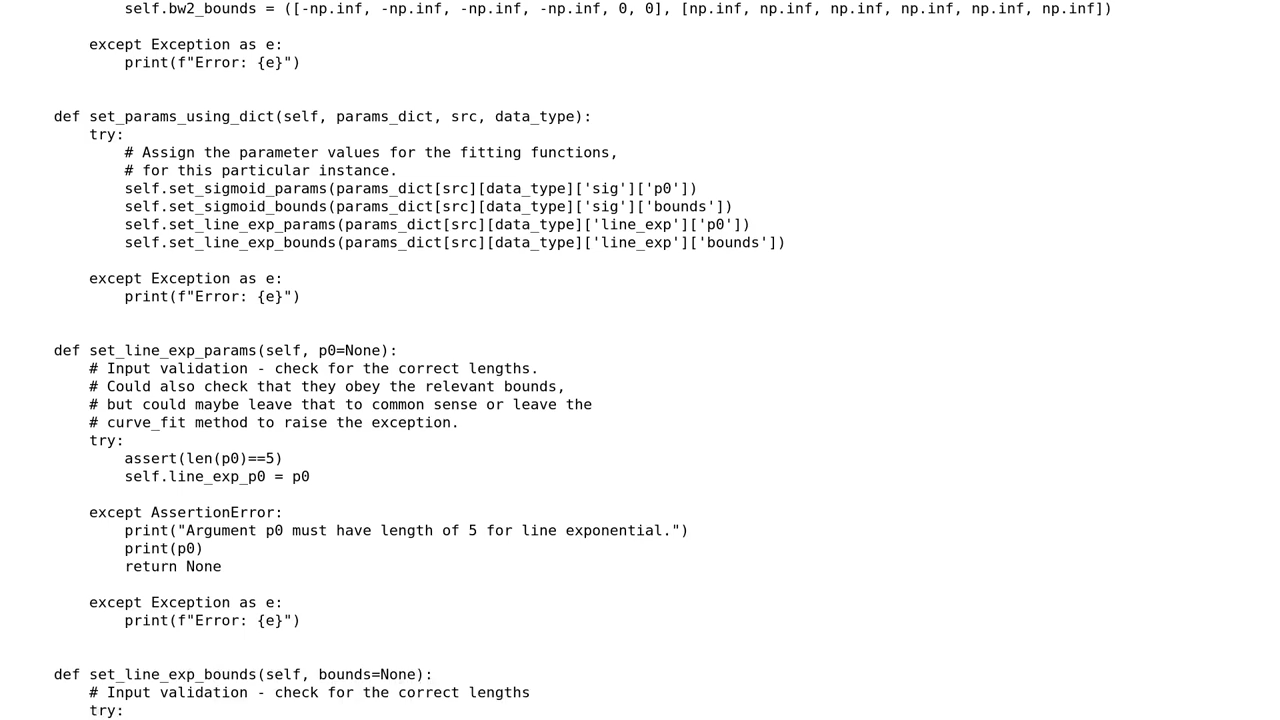 self.bw2_bounds = ([-np.inf, -np.inf, -np.inf, -np.inf, 0, 0], [np.inf, np.inf, np.inf, np.inf, np.inf, np.inf])

    except Exception as e:
        print(f"Error: {e}")


def set_params_using_dict(self, params_dict, src, data_type):
    try:
        # Assign the parameter values for the fitting functions,
        # for this particular instance.
        self.set_sigmoid_params(params_dict[src][data_type]['sig']['p0'])
        self.set_sigmoid_bounds(params_dict[src][data_type]['sig']['bounds'])
        self.set_line_exp_params(params_dict[src][data_type]['line_exp']['p0'])
        self.set_line_exp_bounds(params_dict[src][data_type]['line_exp']['bounds'])

    except Exception as e:
        print(f"Error: {e}")


def set_line_exp_params(self, p0=None):
    # Input validation - check for the correct lengths.
    # Could also check that they obey the relevant bounds,
    # but could maybe leave that to common sense or leave the
    # curve_fit method to raise the exception.
    try:
        assert(len(p0)==5)
        self.line_exp_p0 = p0

    except AssertionError:
        print("Argument p0 must have length of 5 for line exponential.")
        print(p0)
        return None

    except Exception as e:
        print(f"Error: {e}")


def set_line_exp_bounds(self, bounds=None):
    # Input validation - check for the correct lengths
    try: